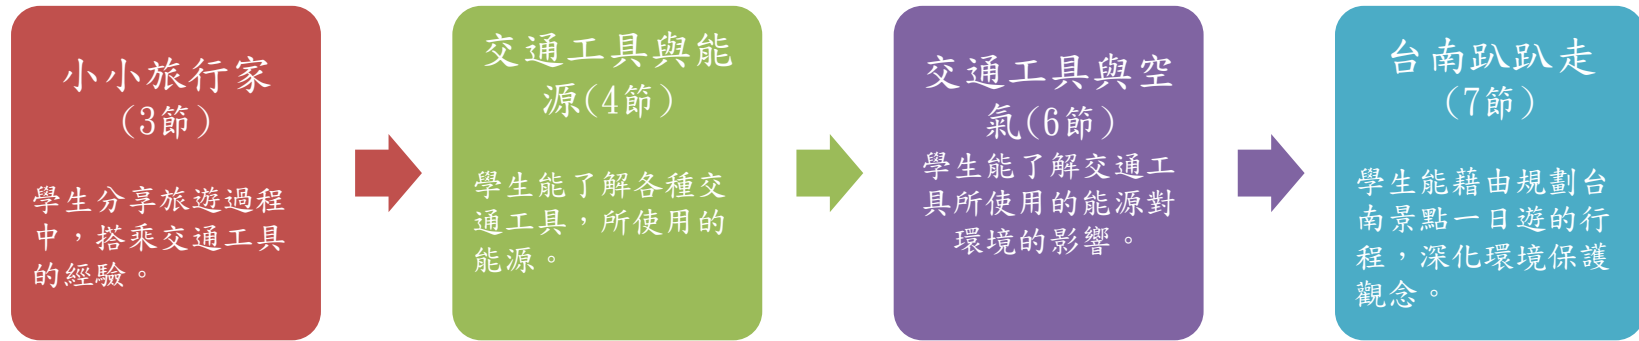 小小旅行家
(3節)
學生分享旅遊過程
中，搭乘交通工具
的經驗。
交通工具與能
源(4節)
學生能了解各種交
通工具，所使用的
能源。
交通工具與空
氣(6節)
學生能了解交通工
具所使用的能源對
環境的影響。
台南趴趴走
(7節)
學生能藉由規劃台
南景點一日遊的行
程，深化環境保護
觀念。